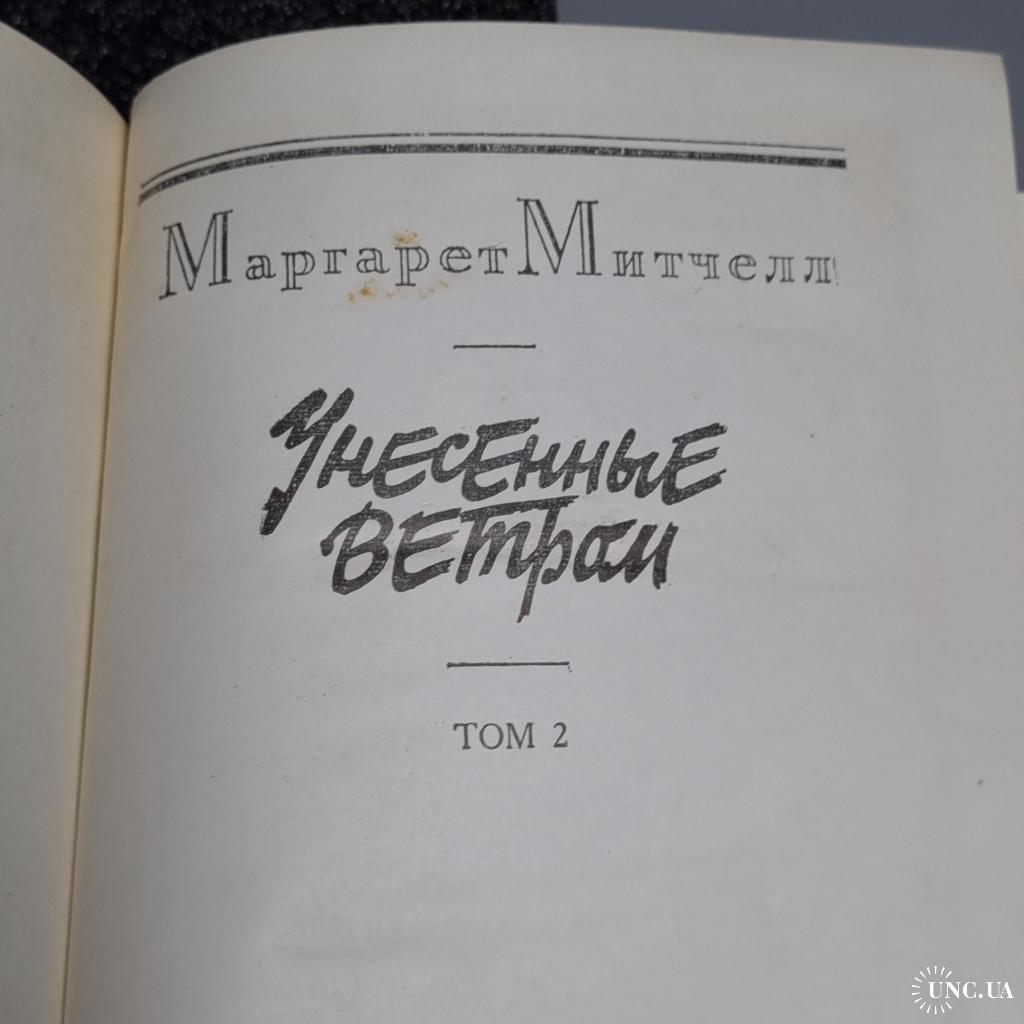 Маргарет Митчелл
Унесенные
ветром
ТОМ 2
UNC.UA